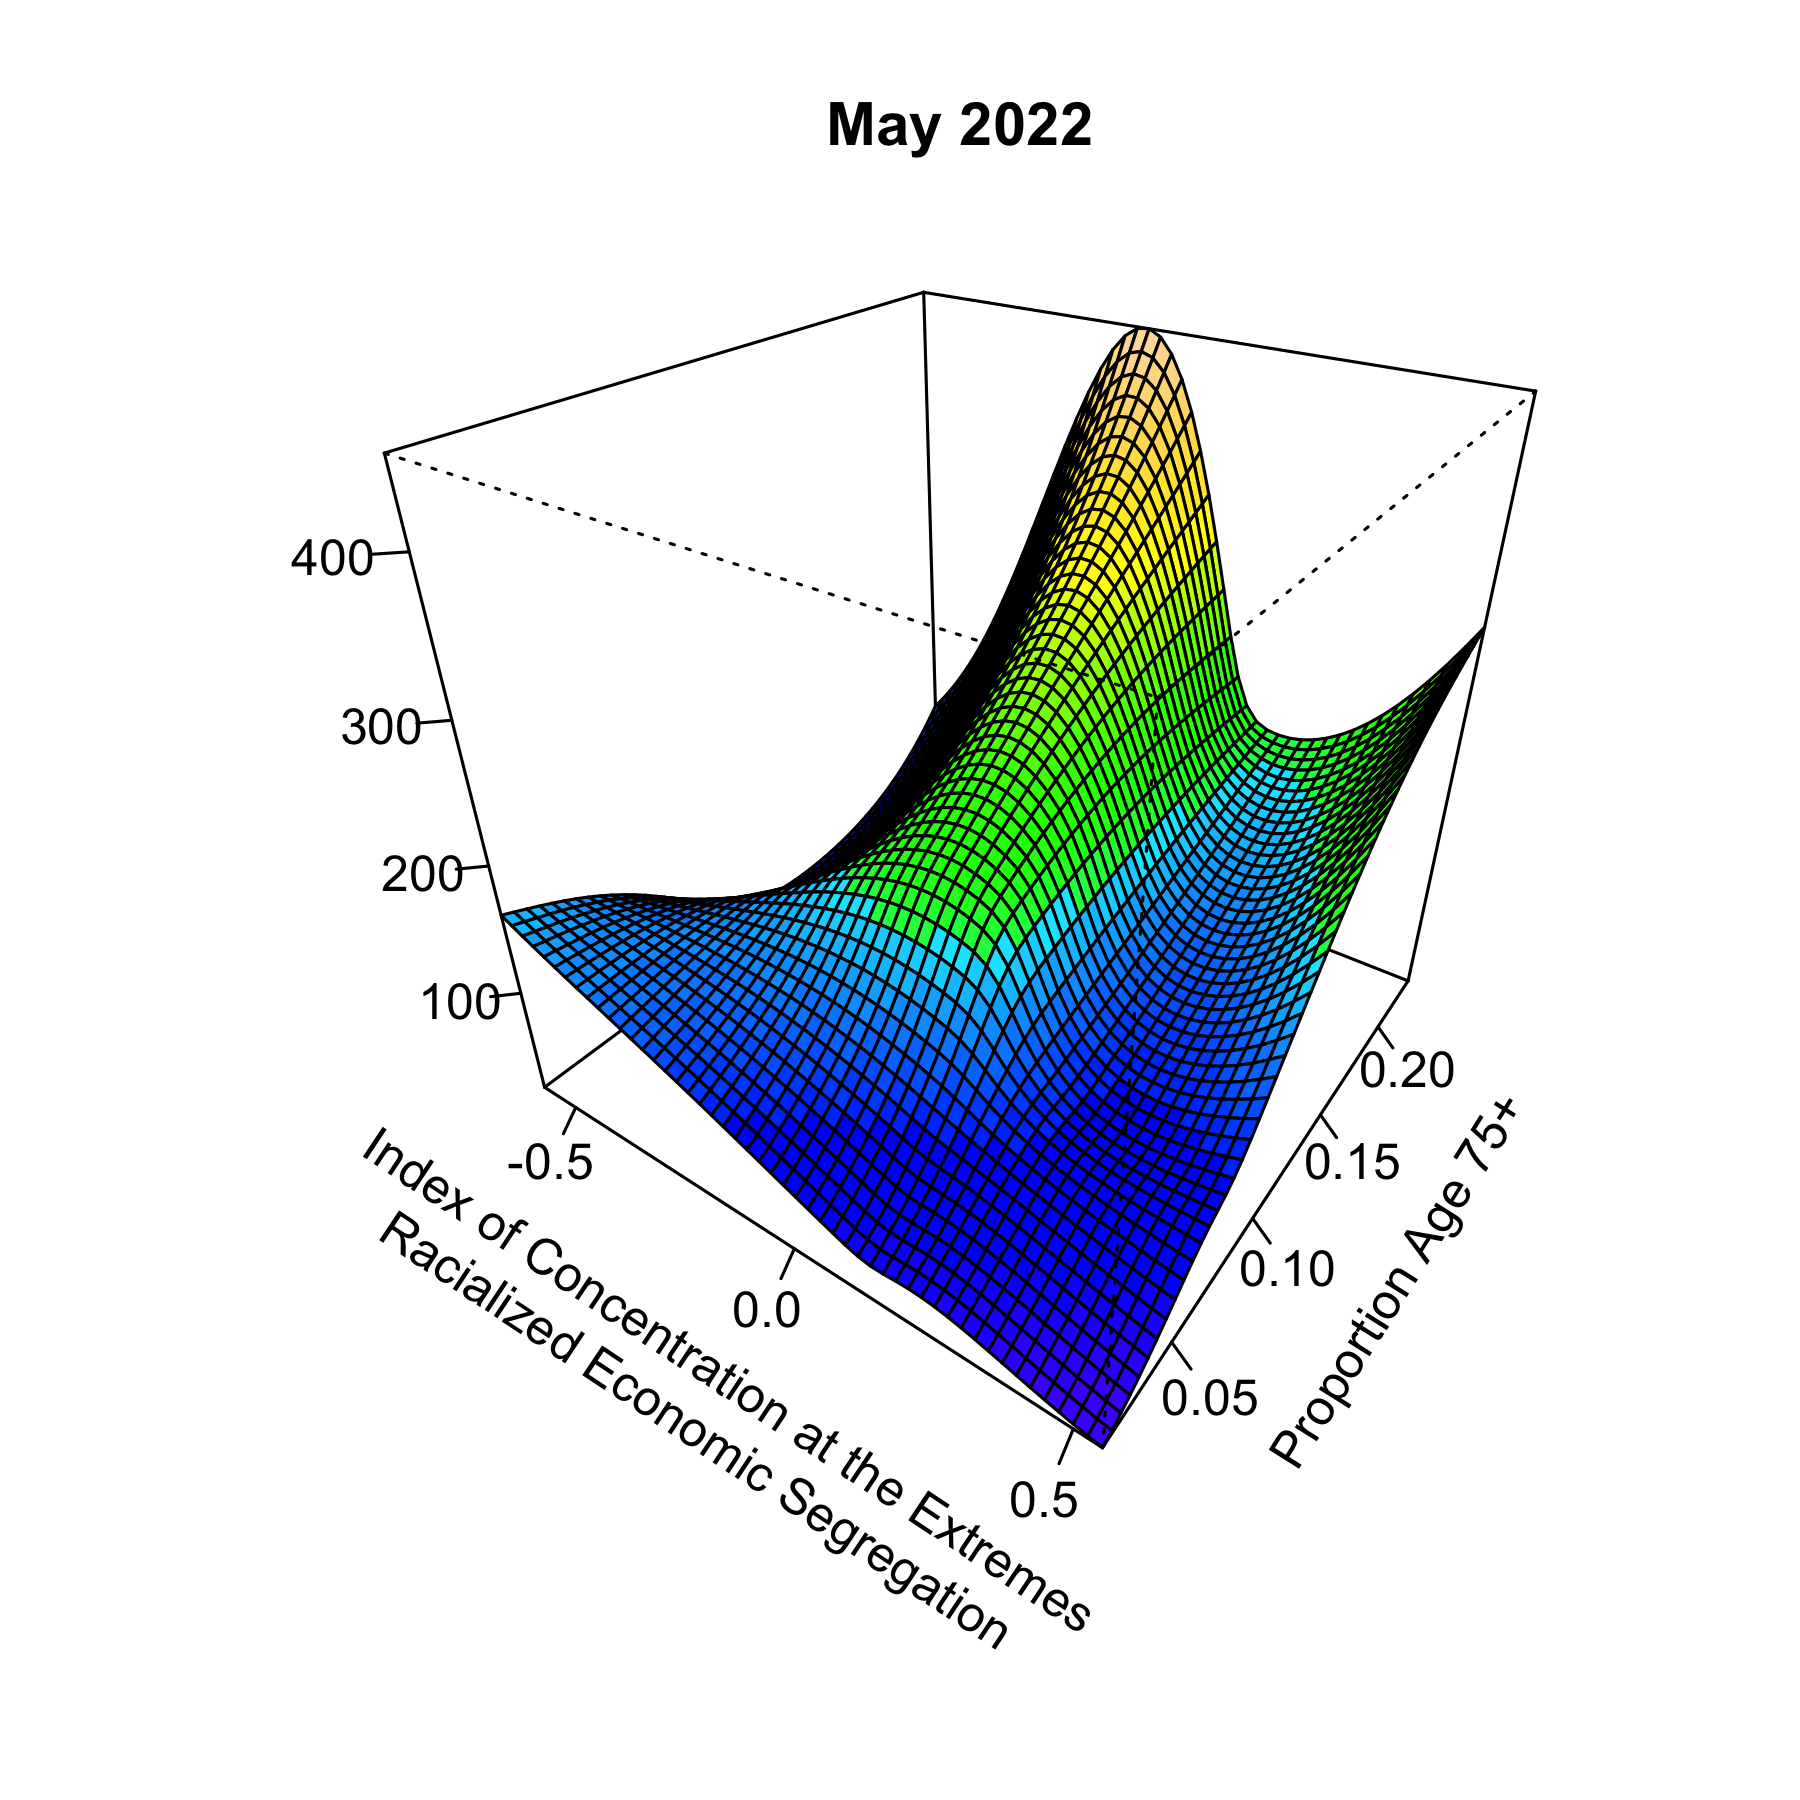 May 2022
400
300
200
100
-0.5
0.0
0.5
Index of Concentration at the Extremes
Racialized Economic Segregation
0.05
0.10
0.15
0.20
Proportion Age 75+